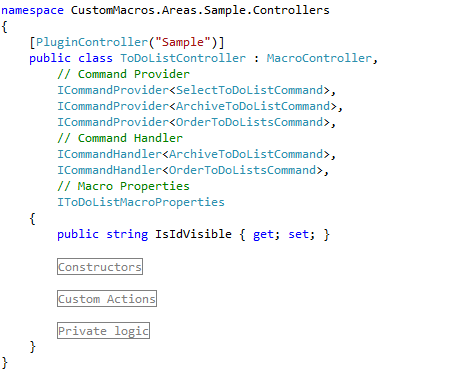 namespace CustomMacros.Areas.Sample.Controllers
{
[PluginController("Sample")]
public class ToDoListController : MacroController,
// Command Provider
ICommandProvider<SelectToDoListCommand>,
ICommandProvider<ArchiveToDoListCommand>,
ICommandProvider<OrderToDoListsCommand>,
// Command Handler
ICommandHandler<ArchiveToDoListCommand>,
ICommandHandler<OrderToDoListsCommand>,
// Macro Properties
IToDoListMacroProperties
{
public string IsIdVisible { get; set; }
Constructors
Custom Actions
Private logic
}
}